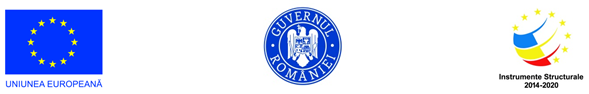 UNIUNEA EUROPEANĂ
GUVERNUL
ROMÂNIEI
Instrumente Structurale
2014-2020